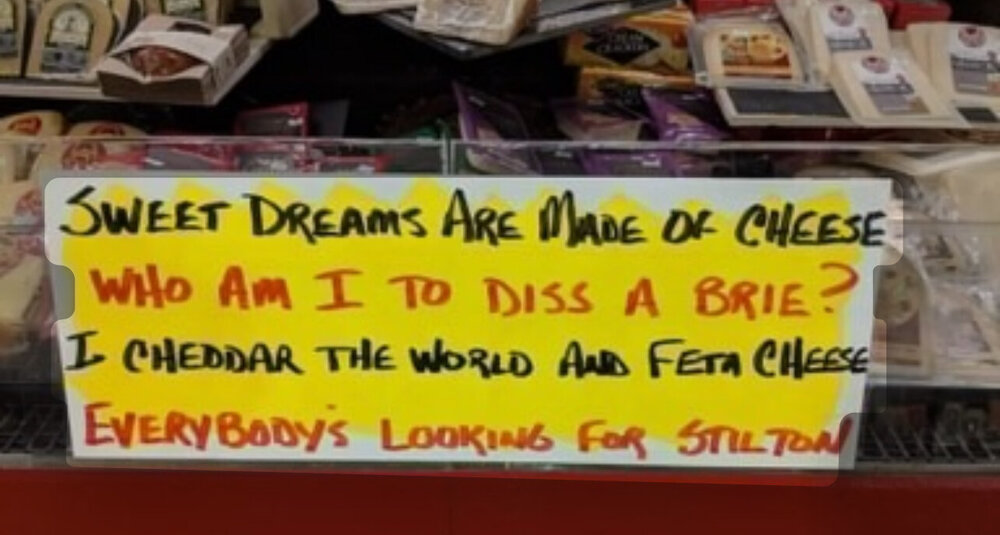 SWEET DREAMS ARE MADE OF CHEESE
WHO AM I TO DISS A BRIE?
I CHEDDAR THE WORLD AND FETA CHEESE
EVERYBODY'S LOOKING FOR STILTON